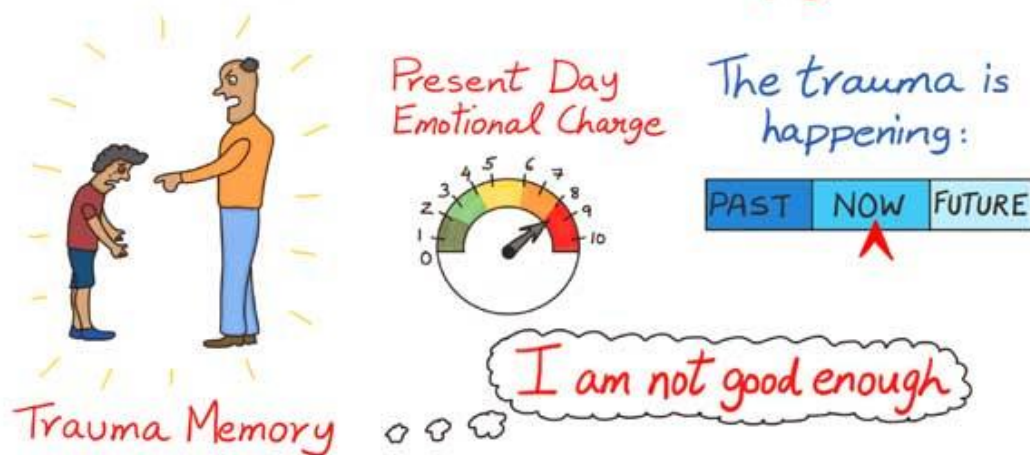 Present Day
Emotional Charge
0
1
2
3
4
5
6
7
8
9
10
The trauma is
happening:
PAST NOW FUTURE
I am not good enough
Trauma Memory